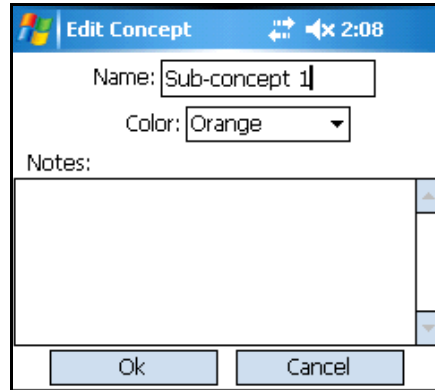 Edit Concept 2:08
Name: Sub-concept 1
Color: Orange
Notes:
Ok Cancel